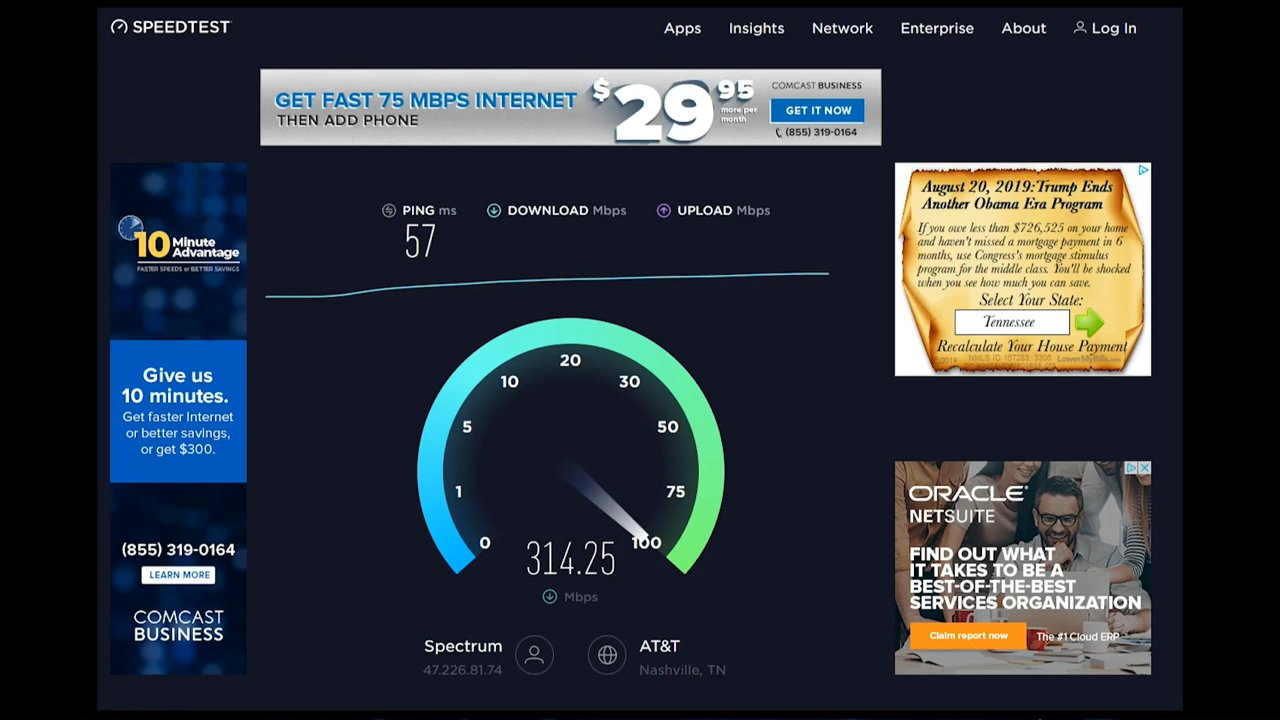 SPEEDTEST
Apps Insights Network Enterprise About Log In
GET FAST 75 MBPS INTERNET
THEN ADD PHONE
$29 95
more per
month
COMCAST BUSINESS
GET IT NOW
(855) 319-0164
10 Minute
Advantage
FASTER SPEEDS or BETTER SAVINGS
Give us
10 minutes.
Get faster Internet
or better savings,
or get $300.
(855) 319-0164
LEARN MORE
COMCAST
BUSINESS
PING ms DOWNLOAD Mbps UPLOAD Mbps
57
0
1
5
10
20
30
50
75
100
314.25
Mbps
Spectrum
47.226.81.74
AT&T
Nashville, TN
August 20, 2019:Trump Ends
Another Obama Era Program
If you owe less than $726,525 on your home
and haven't missed a mortgage payment in 6
months, use Congress's mortgage stimulus
program for the middle class. You'll be shocked
when you see how much you can save.
Select Your State:
Tennessee
Recalculate Your House Payment
LowerMyBills.com
ORACLE
NETSUITE
FIND OUT WHAT
IT TAKES TO BE A
BEST-OF-THE-BEST
SERVICES ORGANIZATION
Claim report now
The #1 Cloud ERP